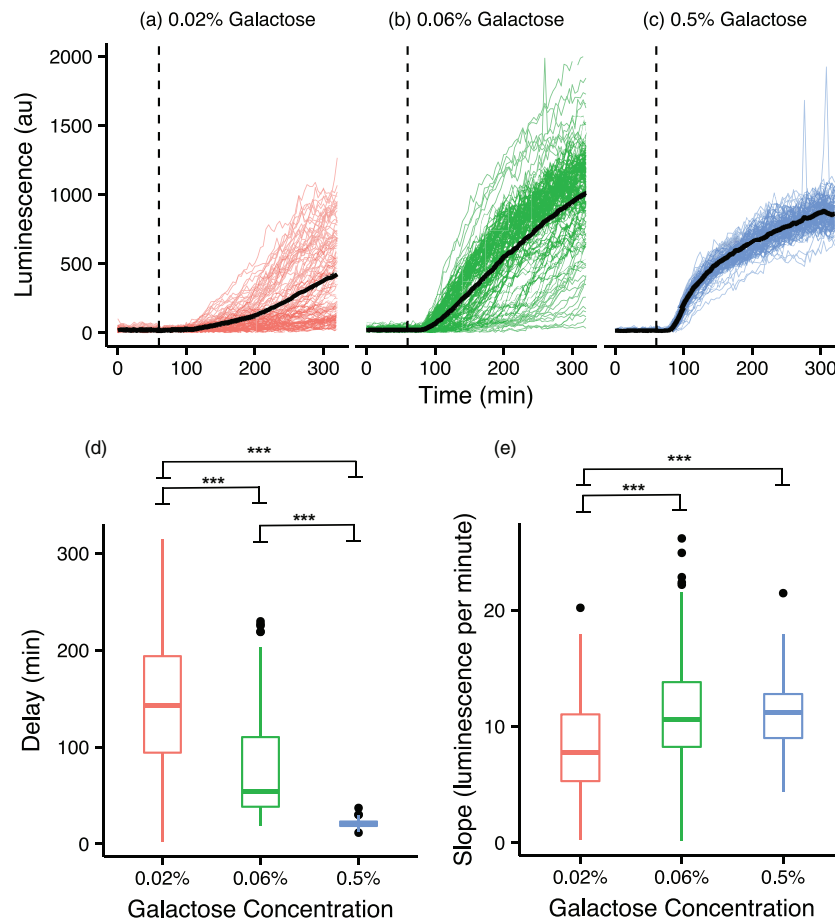 (a) 0.02% Galactose (b) 0.06% Galactose (c) 0.5% Galactose
Luminescence (au)
2000
1500
1000
500
0
0 100 200 300 0 100 200 300 0 100 200 300
Time (min)
(d)
***
***
***
Delay (min)
300
200
100
0
0.02% 0.06% 0.5%
Galactose Concentration
(e)
***
***
Slope (luminescence per minute)
20
10
0
0.02% 0.06% 0.5%
Galactose Concentration